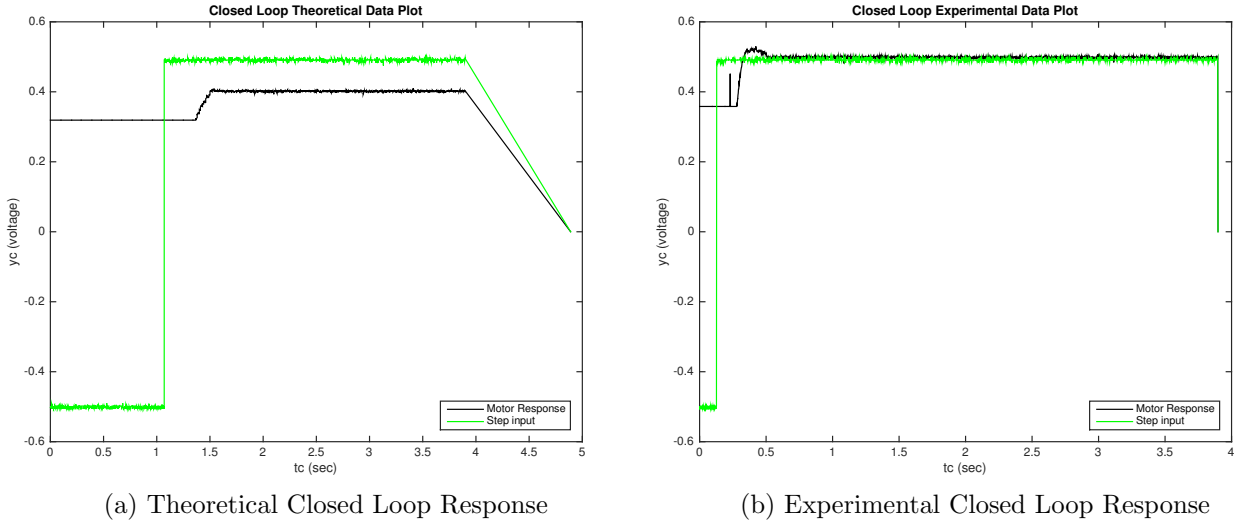 Closed Loop Theoretical Data Plot
0.6
0.4
0.2
0
-0.2
-0.4
-0.6
yc (voltage)
0 0.5 1 1.5 2 2.5 3 3.5 4 4.5 5
tc (sec)
Motor Response
Step input
(a) Theoretical Closed Loop Response
Closed Loop Experimental Data Plot
0.6
0.4
0.2
0
-0.2
-0.4
-0.6
yc (voltage)
0 0.5 1 1.5 2 2.5 3 3.5 4
tc (sec)
Motor Response
Step input
(b) Experimental Closed Loop Response